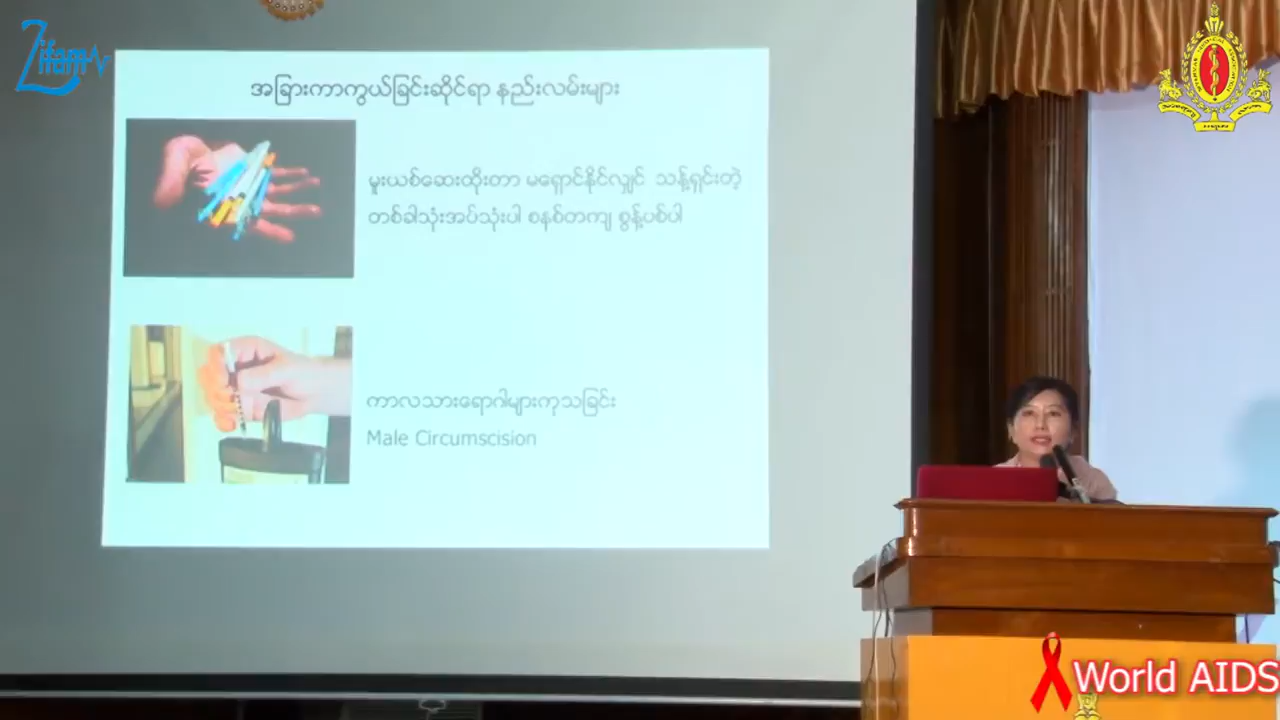 Lifam tv
အခြားကာကွယ်ခြင်းဆိုင်ရာ နည်းလမ်းများ
မူးယစ်ဆေးထိုးတာ မရှောင်နိုင်လျှင် သန့်ရှင်းတဲ့
တစ်ခါသုံးအပ်သုံးပါ စနစ်တကျ စွန့်ပစ်ပါ
ကာလသားရောဂါများကုသခြင်း
Male Circumscision
World AIDS